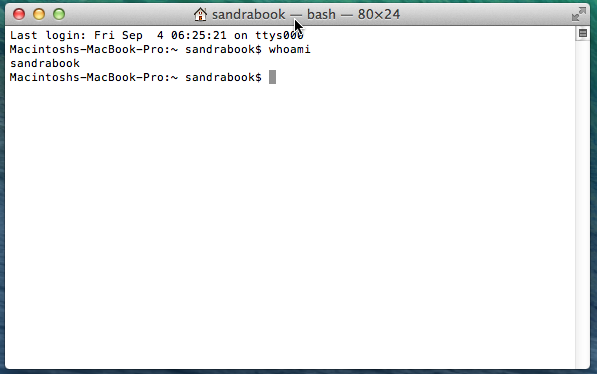 sandrabook — bash — 80×24
Last login: Fri Sep  4 06:25:21 on ttys000
Macintoshs-MacBook-Pro:~ sandrabook$ whoami
sandrabook
Macintoshs-MacBook-Pro:~ sandrabook$